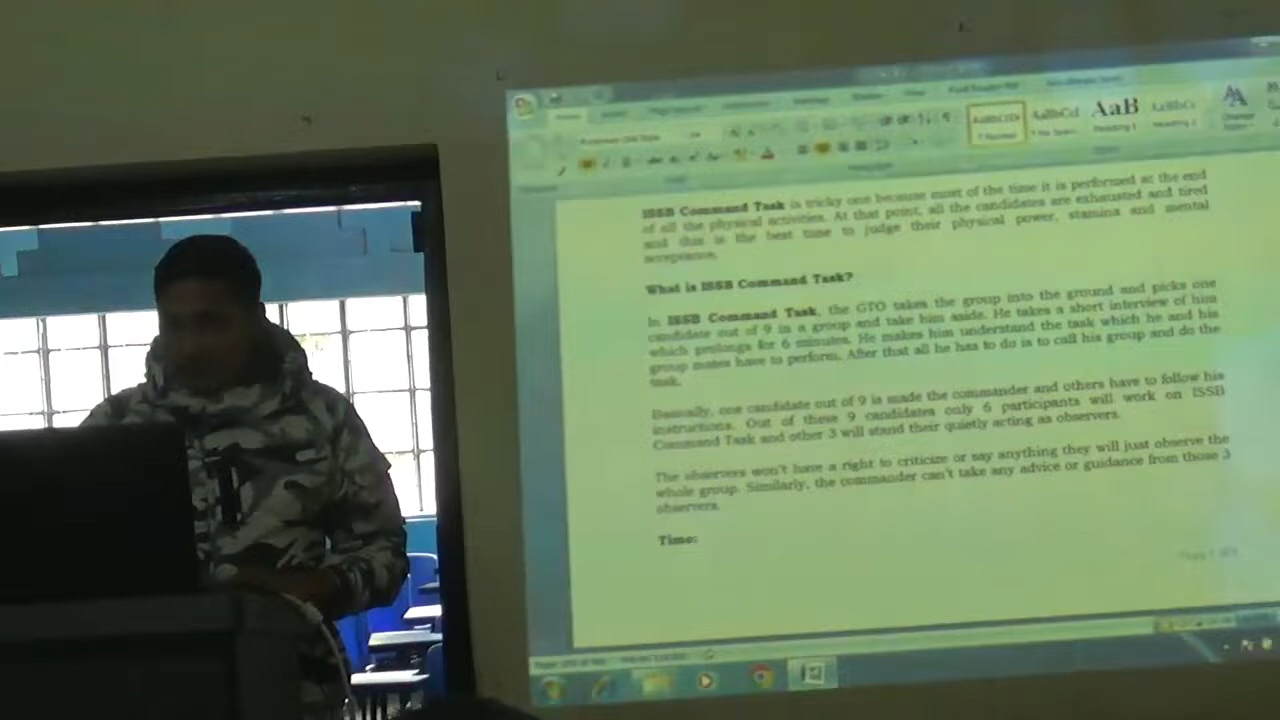 AaBbCcDc
AaBbCcI
AaB
AaBbCc
Heading 1
Heading 2
Change
ISSB Command Task is tricky one because most of the time it is performed at the end
of all the physical activities. At that point, all the candidates are exhausted and tired
and this is the best time to judge their physical power, stamina and mental
acceptance.
What is ISSB Command Task?
In ISSB Command Task, the GTO takes the group into the ground and picks one
candidate out of 9 in a group and take him aside. He takes a short interview of him
which prolongs for 6 minutes. He makes him understand the task which he and his
group mates have to perform. After that all he has to do is to call his group and do the
task.
Basically, one candidate out of 9 is made the commander and others have to follow his
instructions. Out of these 9 candidates only 6 participants will work on ISSB
Command Task and other 3 will stand their quietly acting as observers.
The observers won't have a right to criticize or say anything they will just observe the
whole group. Similarly, the commander can't take any advice or guidance from those 3
observers.
Time: